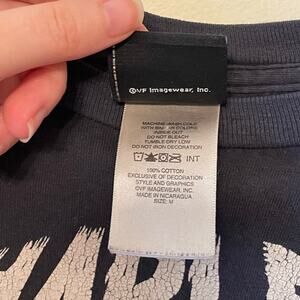 ©VF Imagewear, Inc.
MACHINE WASH COLD
WITH SIMILAR COLORS
INSIDE OUT
DO NOT BLEACH
TUMBLE DRY LOW
DO NOT IRON DECORATION
INT
100% COTTON
EXCLUSIVE OF DECORATION
STYLE AND GRAPHICS
©VF IMAGEWEAR, INC.
MADE IN NICARAGUA
SIZE: M